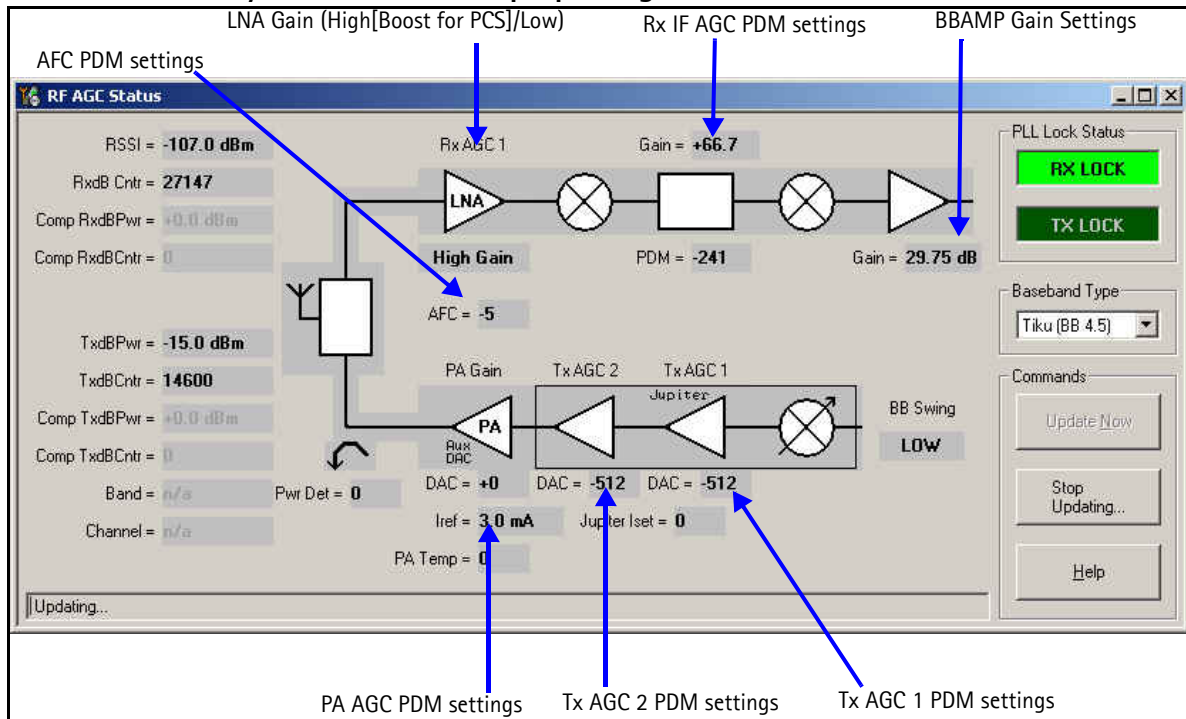 LNA Gain (High[Boost for PCS]/Low)
Rx IF AGC PDM settings
BBAMP Gain Settings
AFC PDM settings
RF AGC Status
RSSI = -107.0 dBm
RxdB Cntr = 27147
Comp RxdBPwr = +0.0 dBm
Comp RxdBCntr = 0
Rx AGC 1
Gain = +66.7
LNA
High Gain
PDM = -241
Gain = 29.75 dB
AFC = -5
TxdBPwr = -15.0 dBm
TxdBCntr = 14600
Comp TxdBPwr = +0.0 dBm
Comp TxdBCntr = 0
Band = n/a
Channel = n/a
Pwr Det = 0
PA Gain
Tx AGC 2
Tx AGC 1
Jupiter
PA
Aux
DAC
BB Swing
LOW
DAC = +0
DAC = -512
DAC = -512
Iref = 3.0 mA
Jupiter Iset = 0
PA Temp = 0
PLL Lock Status
RX LOCK
TX LOCK
Baseband Type
Tiku (BB 4.5)
Commands
Update Now
Stop
Updating...
Help
Updating...
PA AGC PDM settings
Tx AGC 2 PDM settings
Tx AGC 1 PDM settings